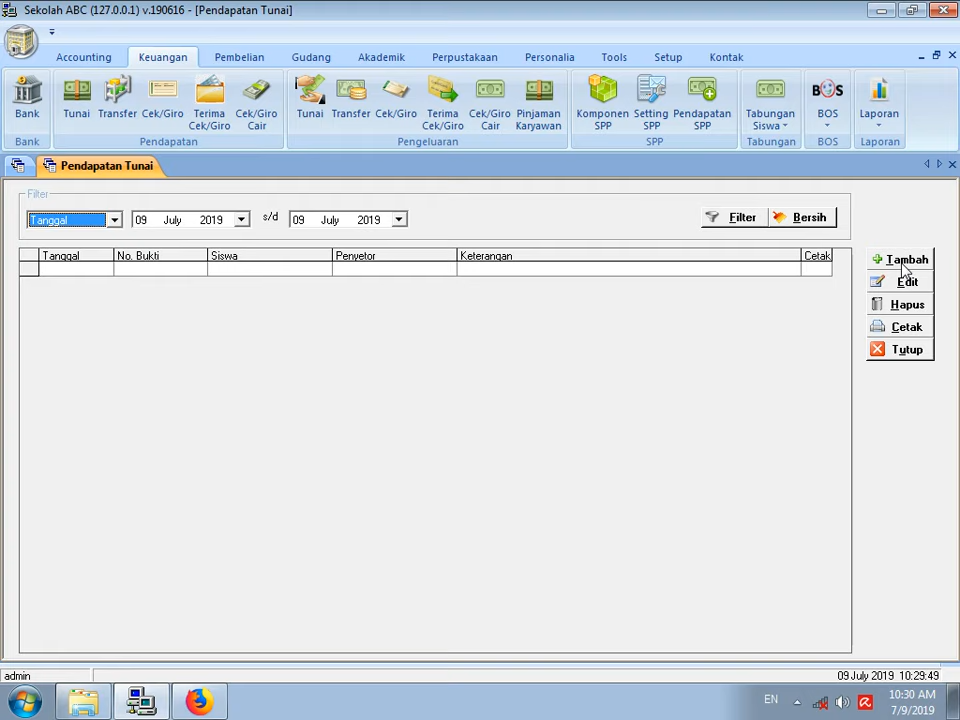 Sekolah ABC (127.0.0.1) v.190616 - [Pendapatan Tunai]
Accounting Keuangan Pembelian Gudang Akademik Perpustakaan Personalia Tools Setup Kontak
Bank Tunai Transfer Cek/Giro Terima Cek/Giro Cek/Giro Cair Tunai Transfer Cek/Giro Terima Cek/Giro Cek/Giro Cair Pinjaman Karyawan Komponen SPP Setting SPP Pendapatan SPP Tabungan Siswa BOS BOS Laporan
Bank Pendapatan Pengeluaran SPP Tabungan BOS Laporan
Pendapatan Tunai
Filter
Tanggal 09 July 2019 s/d 09 July 2019 Filter Bersih
Tanggal No. Bukti Siswa Penyetor Keterangan Cetak
Tambah
Edit
Hapus
Cetak
Tutup
admin 09 July 2019 10:29:49
EN 10:30 AM
7/9/2019